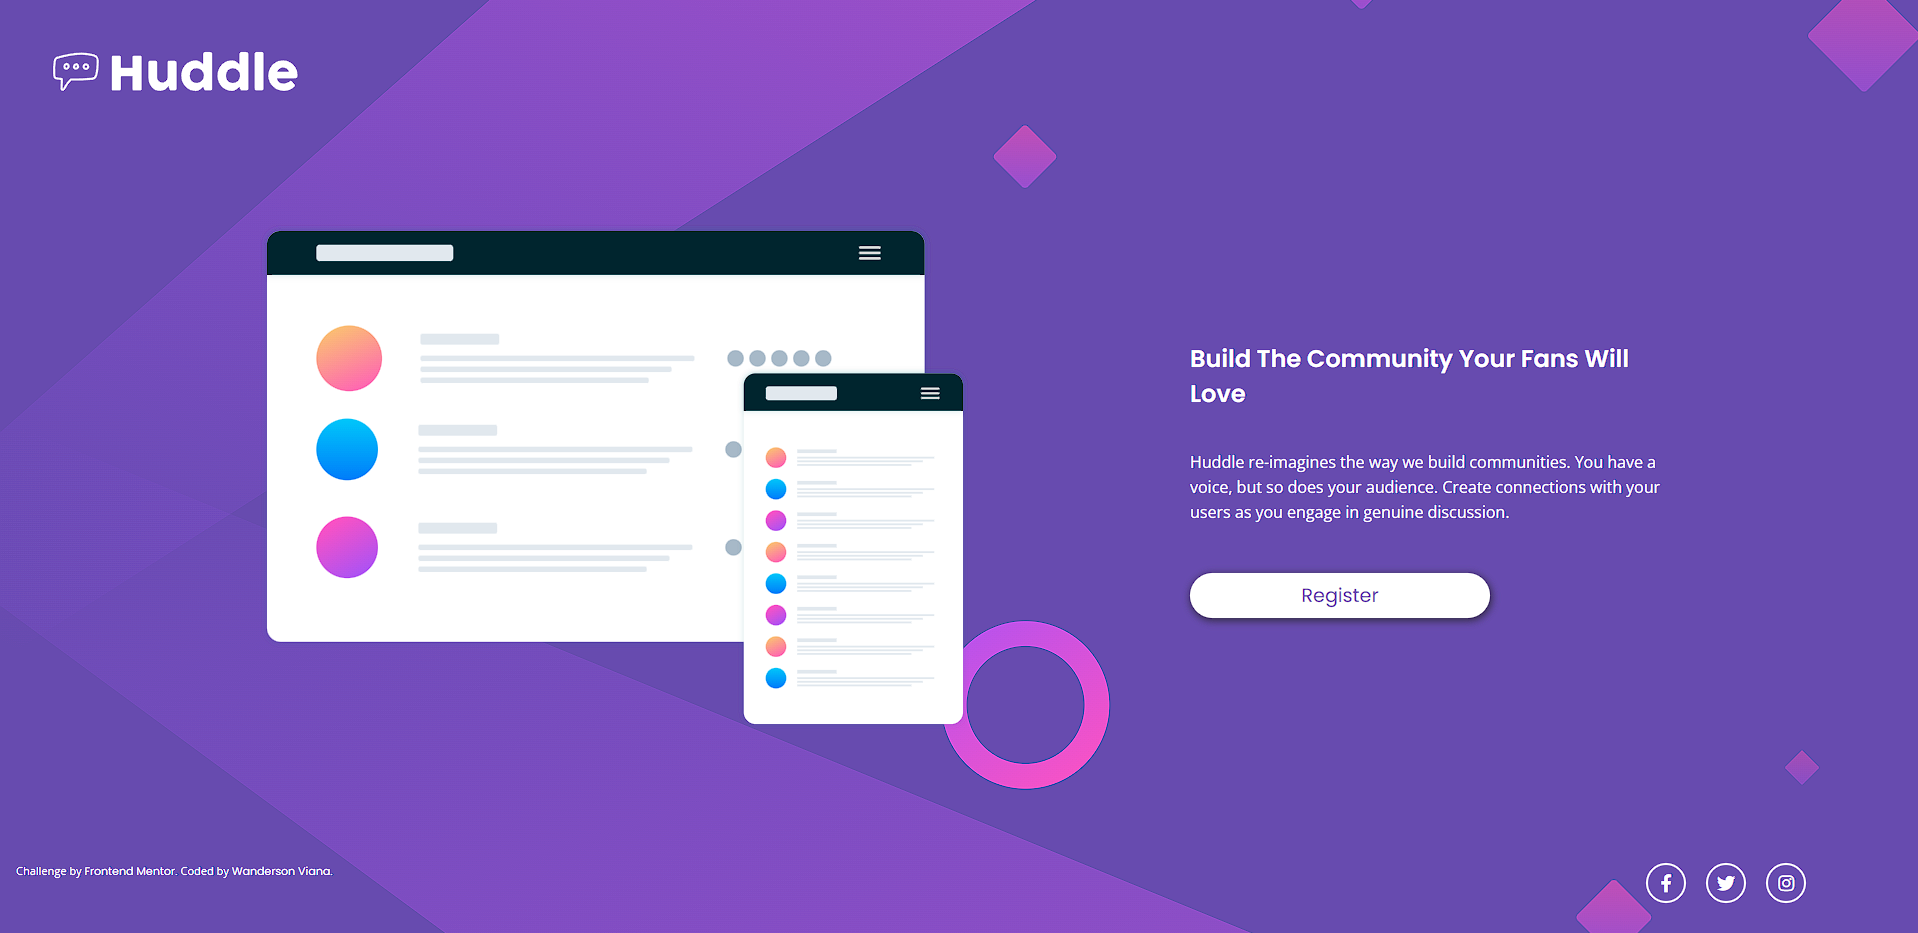 Huddle
Build The Community Your Fans Will
Love
Huddle re-imagines the way we build communities. You have a
voice, but so does your audience. Create connections with your
users as you engage in genuine discussion.
Register
Challenge by Frontend Mentor. Coded by Wanderson Viana.